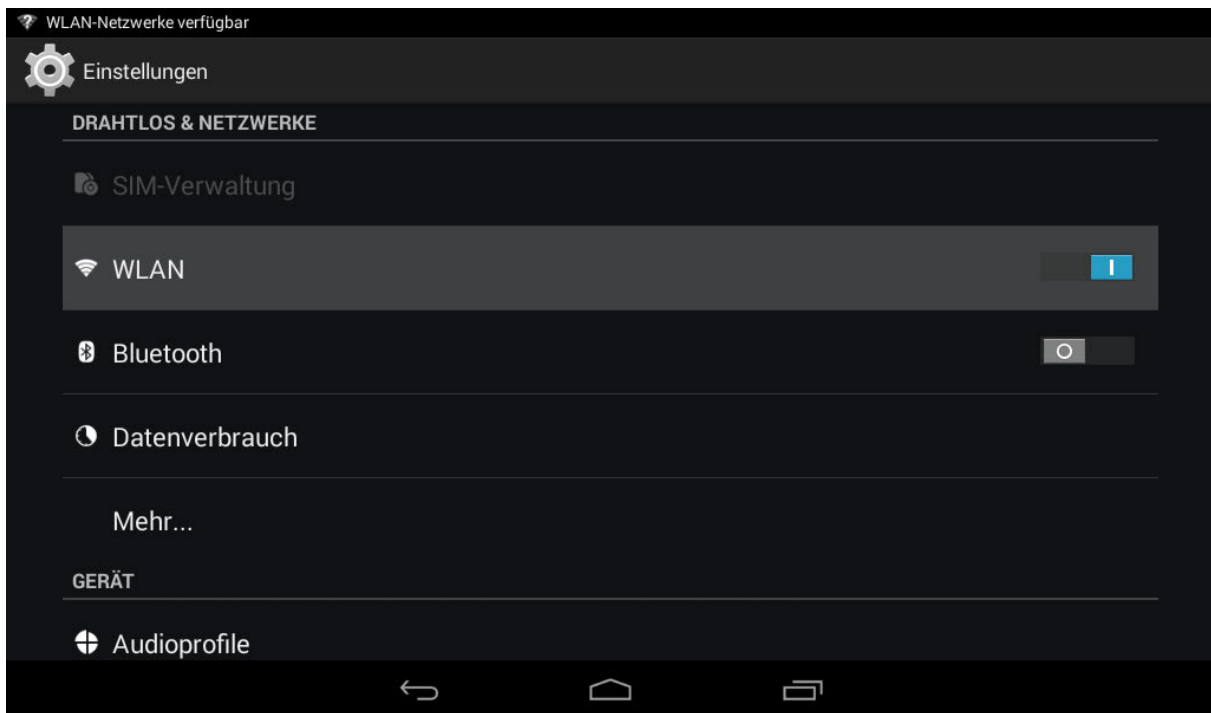 WLAN-Netzwerke verfügbar
Einstellungen
DRAHTLOS & NETZWERKE
SIM-Verwaltung
WLAN
Bluetooth
Datenverbrauch
Mehr...
GERÄT
Audioprofile